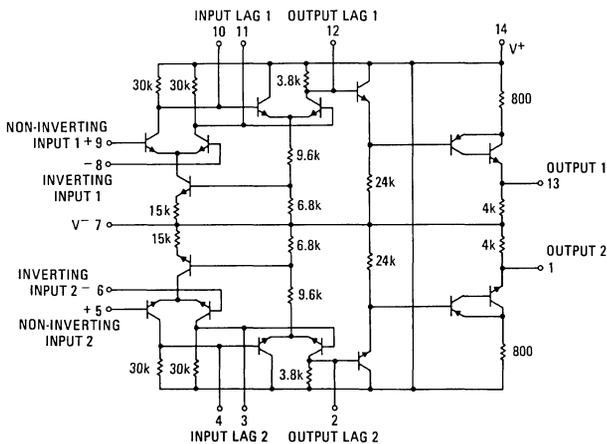 INPUT LAG 1 OUTPUT LAG 1
10 11 12 14
V+
30k 30k 3.8k 800
NON-INVERTING
INPUT 1 +9
-8
INVERTING
INPUT 1
9.6k
24k
OUTPUT 1
13
15k 6.8k 4k
V- 7
15k 6.8k 4k
24k
OUTPUT 2
1
INVERTING
INPUT 2 - 6
+5
NON-INVERTING
INPUT 2
9.6k
30k 30k 3.8k 800
4 3 2
INPUT LAG 2 OUTPUT LAG 2